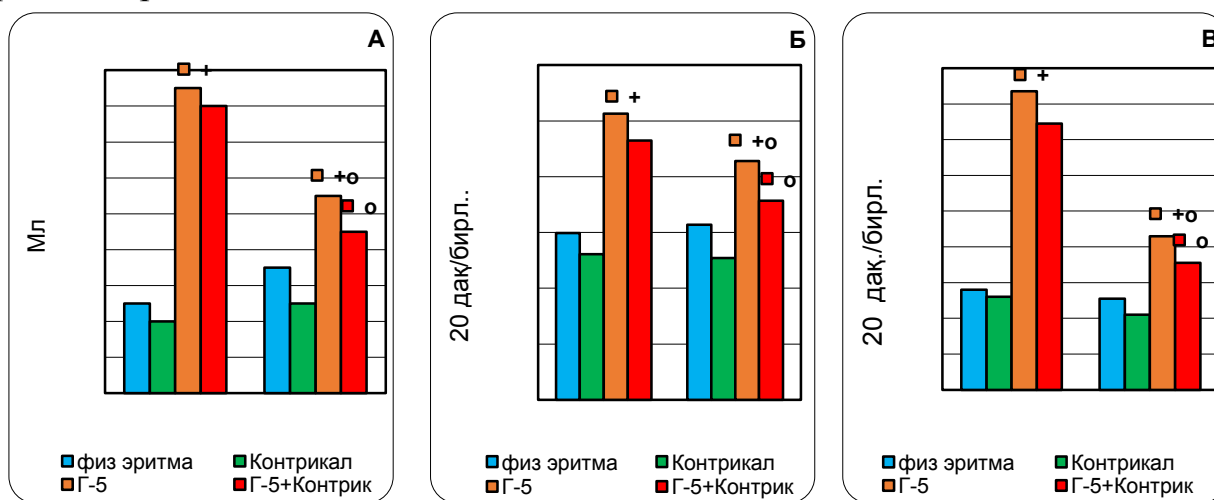 А
+
+о
о
Мл
физ эритма Контрикал
Г-5 Г-5+Контрик
Б
+
+о
о
20 дақ/бирл..
физ эритма Контрикал
Г-5 Г-5+Контрик
В
+
+о
о
20 дақ./бирл.
физ эритма Контрикал
Г-5 Г-5+Контрик